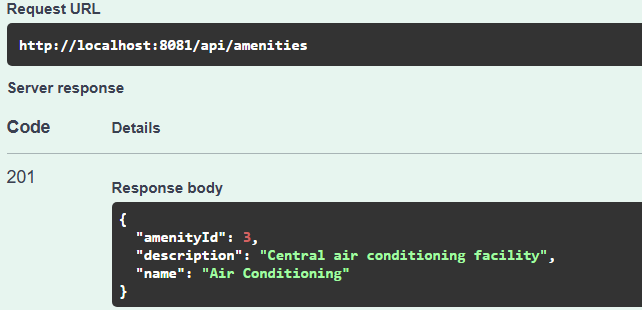 Request URL
http://localhost:8081/api/amenities
Server response
Code Details
201
Response body
{
  "amenityId": 3,
  "description": "Central air conditioning facility",
  "name": "Air Conditioning"
}